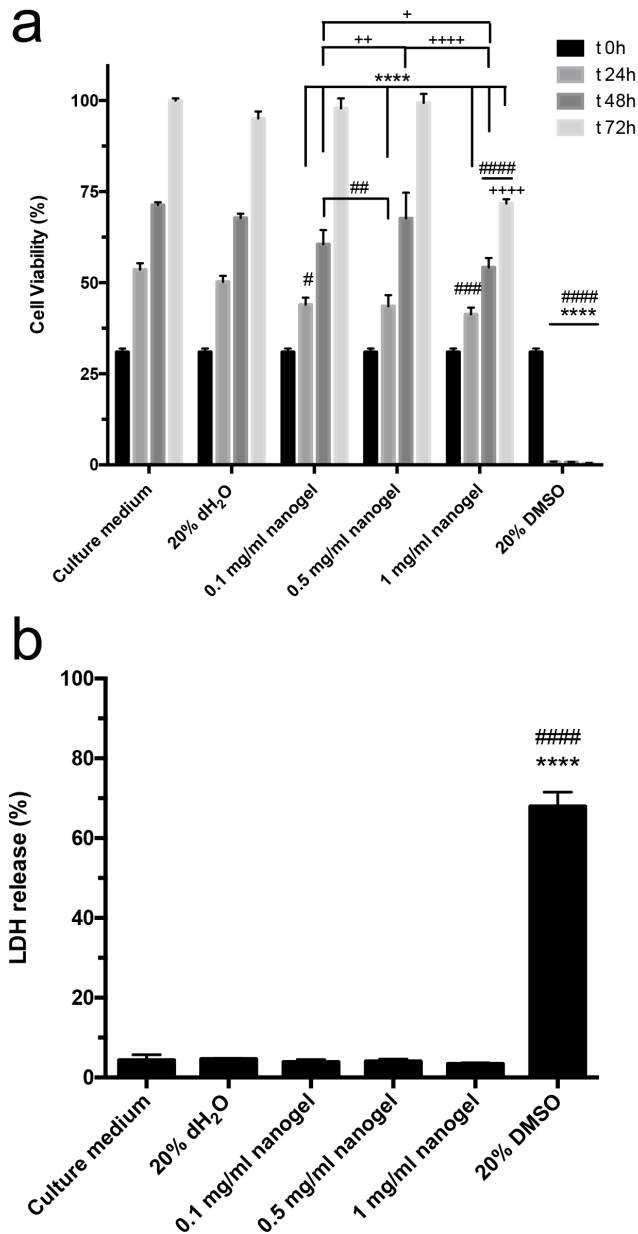 a
+
++ ++++
****
t 0h
t 24h
t 48h
t 72h
100
75
50
25
0
Cell Viability (%)
####
++++
##
#
###
####
****
Culture medium
20% dH2O
0.1 mg/ml nanogel
0.5 mg/ml nanogel
1 mg/ml nanogel
20% DMSO
b
100
80
60
40
20
0
LDH release (%)
####
****
Culture medium
20% dH2O
0.1 mg/ml nanogel
0.5 mg/ml nanogel
1 mg/ml nanogel
20% DMSO